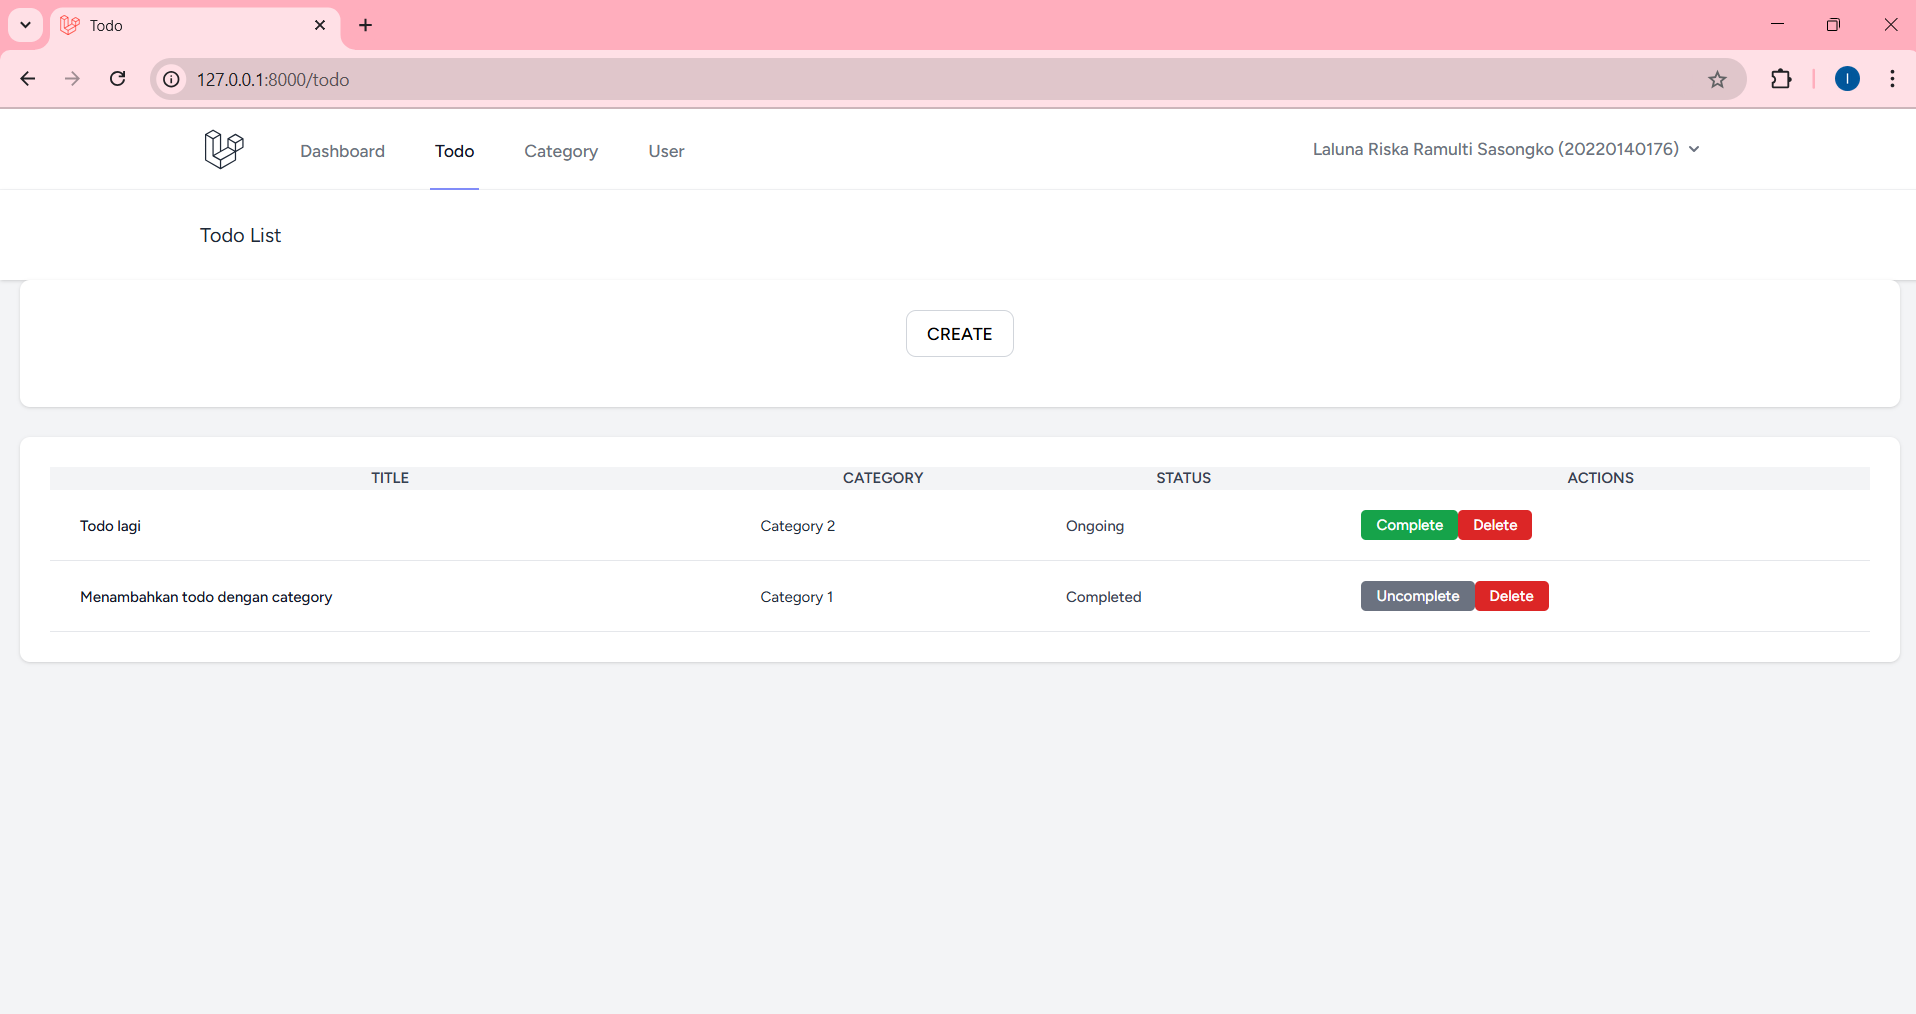 Todo
127.0.0.1:8000/todo
I
Dashboard Todo Category User Laluna Riska Ramulti Sasongko (20220140176)
Todo List
CREATE
TITLE CATEGORY STATUS ACTIONS
Todo lagi Category 2 Ongoing Complete Delete
Menambahkan todo dengan category Category 1 Completed Uncomplete Delete